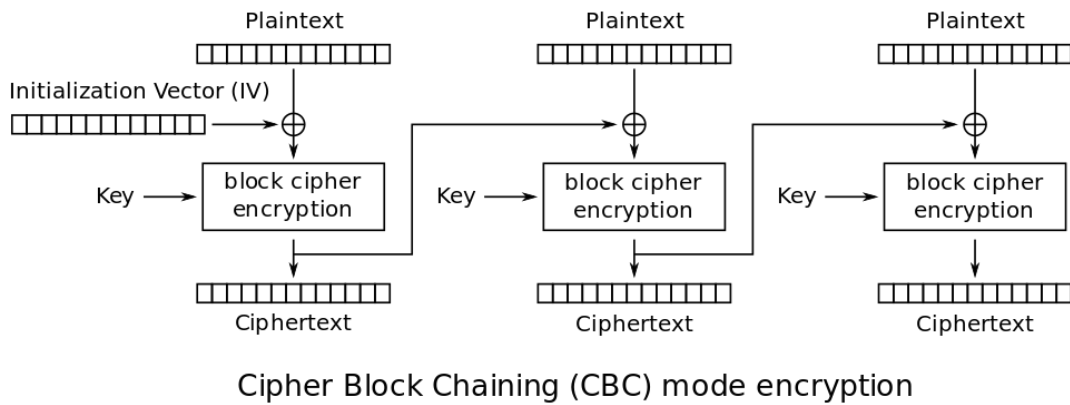 Plaintext
Plaintext
Plaintext
Initialization Vector (IV)
Key
block cipher
encryption
Key
block cipher
encryption
Key
block cipher
encryption
Ciphertext
Ciphertext
Ciphertext
Cipher Block Chaining (CBC) mode encryption